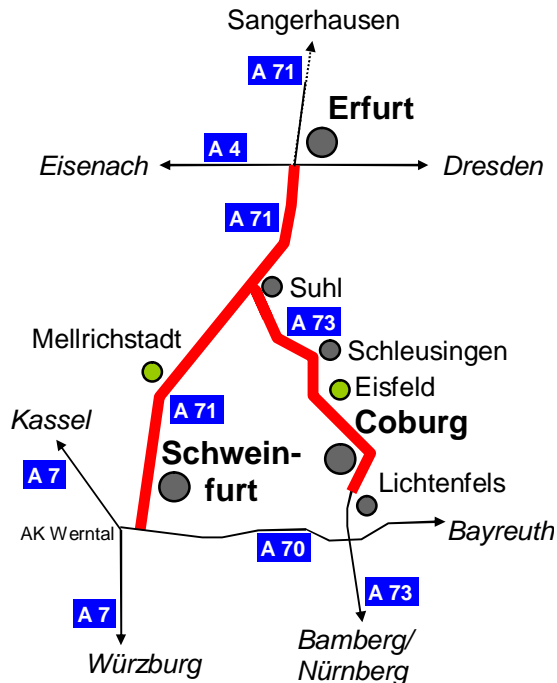 Sangerhausen
A 71
Erfurt
A 4
Eisenach
Dresden
A 71
Suhl
A 73
Mellrichstadt
Schleusingen
Eisfeld
A 71
Kassel
Coburg
Schwein-
furt
A 7
Lichtenfels
AK Werntal
Bayreuth
A 70
A 7
A 73
Würzburg
Bamberg/
Nürnberg